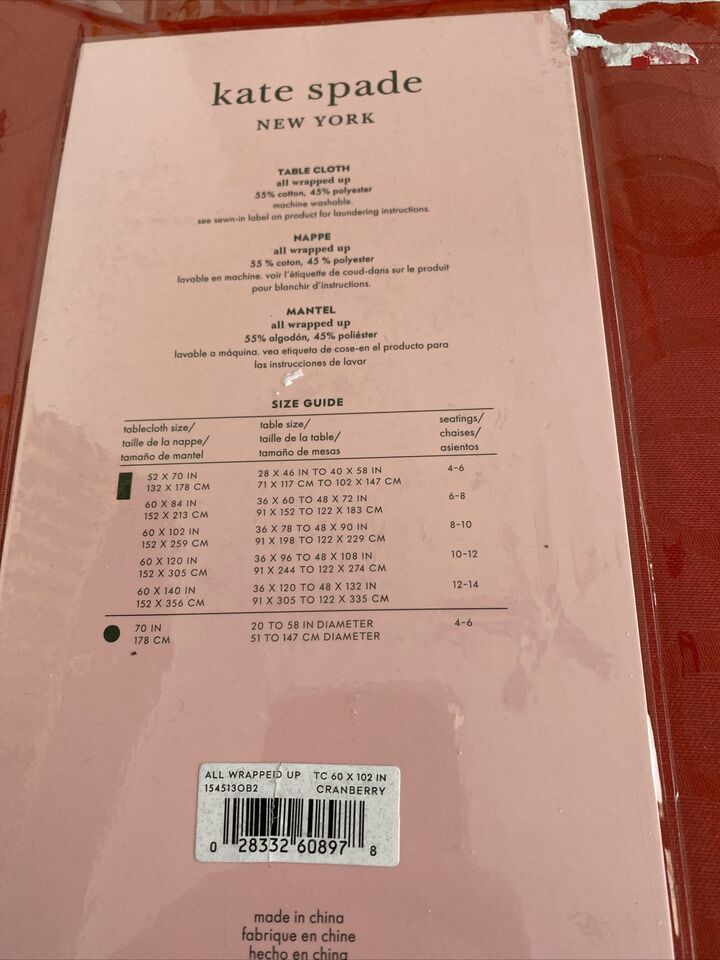 kate spade
NEW YORK
TABLE CLOTH
all wrapped up
55% cotton, 45% polyester
machine washable.
see sewn-in label on product for laundering instructions.
NAPPE
all wrapped up
55 % coton, 45 % polyester
lavable en machine. voir l'étiquette de coud-dans sur le produit
pour blanchir d'instructions.
MANTEL
all wrapped up
55% algodón, 45% poliéster
lavable a máquina. vea etiqueta de cose-en el producto para
las instrucciones de lavar
SIZE GUIDE
tablecloth size/ table size/ seatings/
taille de la nappe/ taille de la table/ chaises/
tamaño de mantel tamaño de mesas asientos
52 X 70 IN 28 X 46 IN TO 40 X 58 IN 4-6
132 X 178 CM 71 X 117 CM TO 102 X 147 CM
60 X 84 IN 36 X 60 TO 48 X 72 IN 6-8
152 X 213 CM 91 X 152 TO 122 X 183 CM
60 X 102 IN 36 X 78 TO 48 X 90 IN 8-10
152 X 259 CM 91 X 198 TO 122 X 229 CM
60 X 120 IN 36 X 96 TO 48 X 108 IN 10-12
152 X 305 CM 91 X 244 TO 122 X 274 CM
60 X 140 IN 36 X 120 TO 48 X 132 IN 12-14
152 X 356 CM 91 X 305 TO 122 X 335 CM
70 IN 20 TO 58 IN DIAMETER 4-6
178 CM 51 TO 147 CM DIAMETER
ALL WRAPPED UP TC 60 X 102 IN
154513OB2 CRANBERRY
0 28332 60897 8
made in china
fabrique en chine
hecho en china